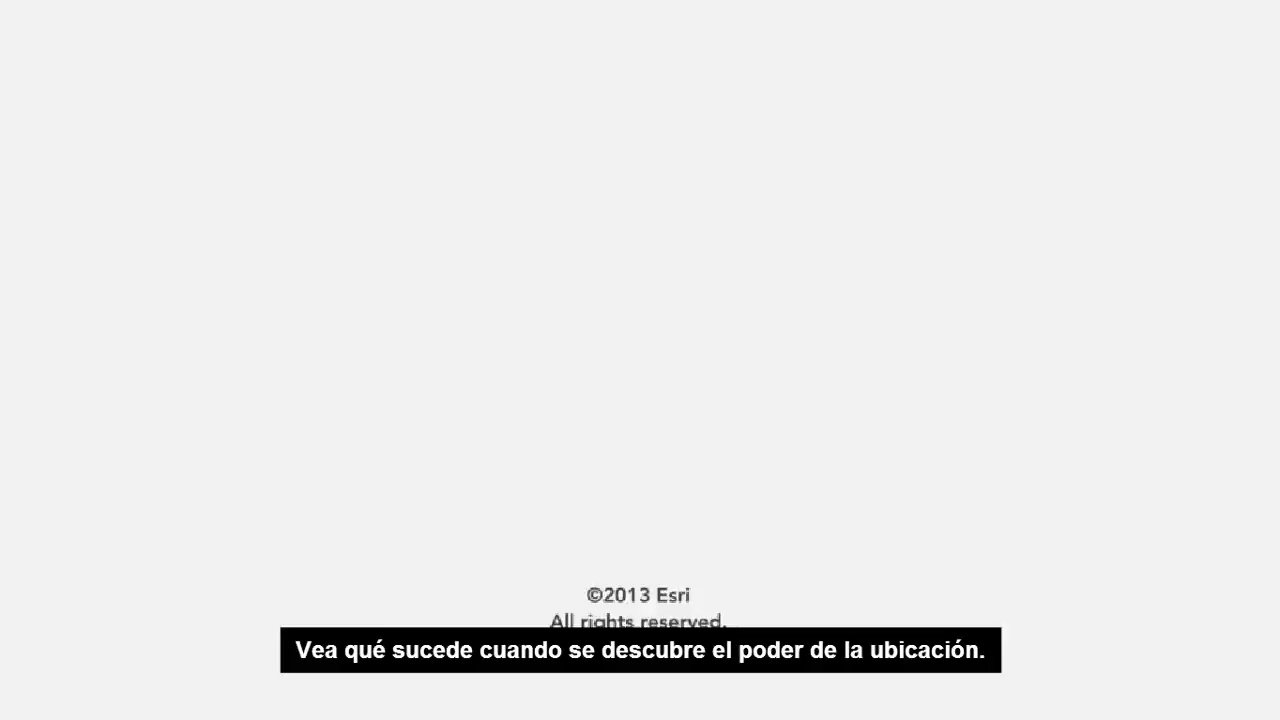 ©2013 Esri
All rights reserved.
Vea qué sucede cuando se descubre el poder de la ubicación.